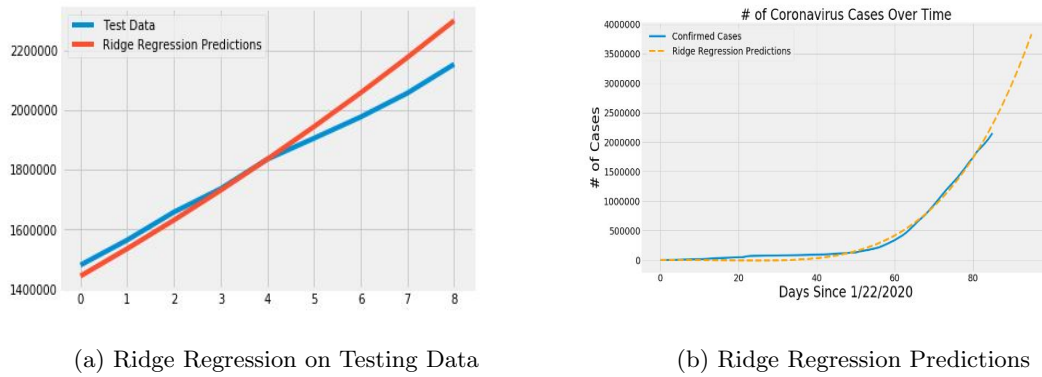 Test Data
Ridge Regression Predictions
2200000
2000000
1800000
1600000
1400000
0 1 2 3 4 5 6 7 8
(a) Ridge Regression on Testing Data
# of Coronavirus Cases Over Time
Confirmed Cases
Ridge Regression Predictions
# of Cases
4000000
3500000
3000000
2500000
2000000
1500000
1000000
500000
0
0 20 40 60 80
Days Since 1/22/2020
(b) Ridge Regression Predictions